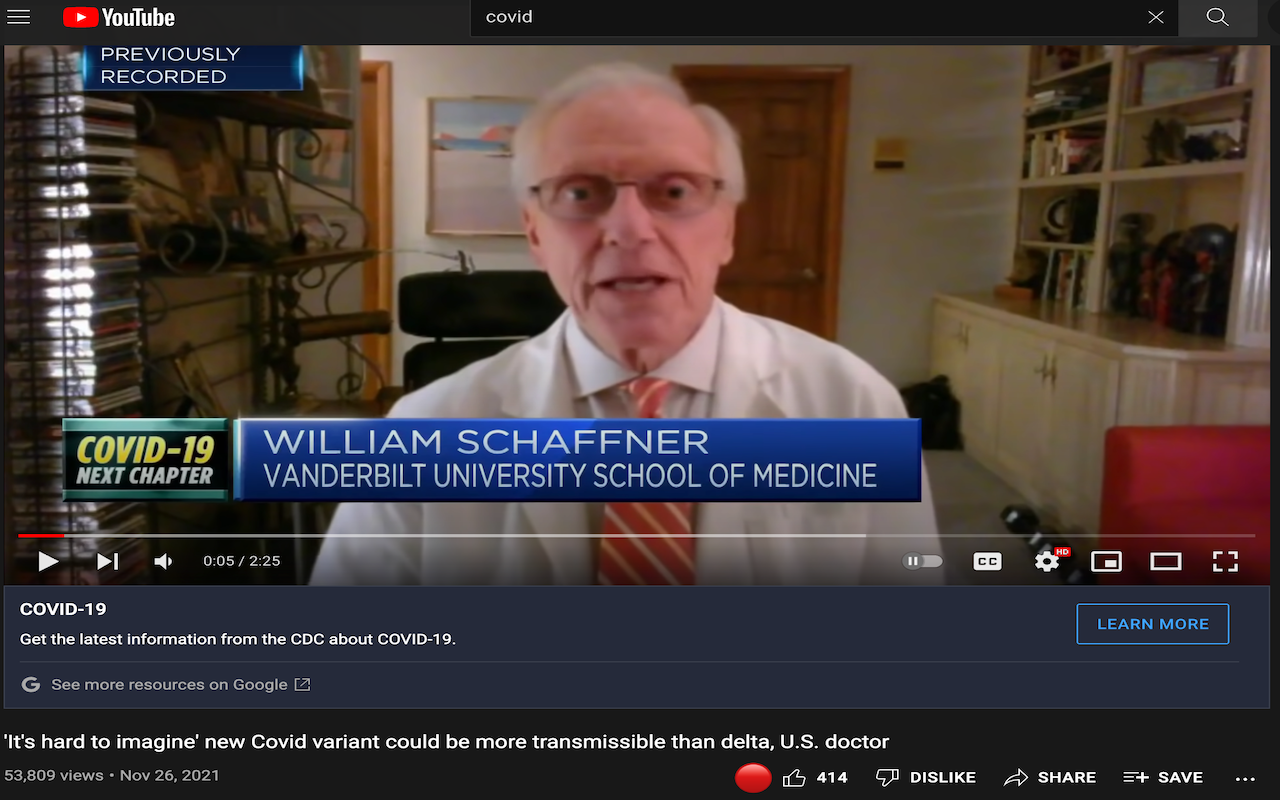 YouTube
covid
PREVIOUSLY
RECORDED
COVID-19
NEXT CHAPTER
WILLIAM SCHAFFNER
VANDERBILT UNIVERSITY SCHOOL OF MEDICINE
0:05 / 2:25
CC
HD
COVID-19
Get the latest information from the CDC about COVID-19.
LEARN MORE
G See more resources on Google
'It's hard to imagine' new Covid variant could be more transmissible than delta, U.S. doctor
53,809 views • Nov 26, 2021
414 DISLIKE SHARE SAVE ...